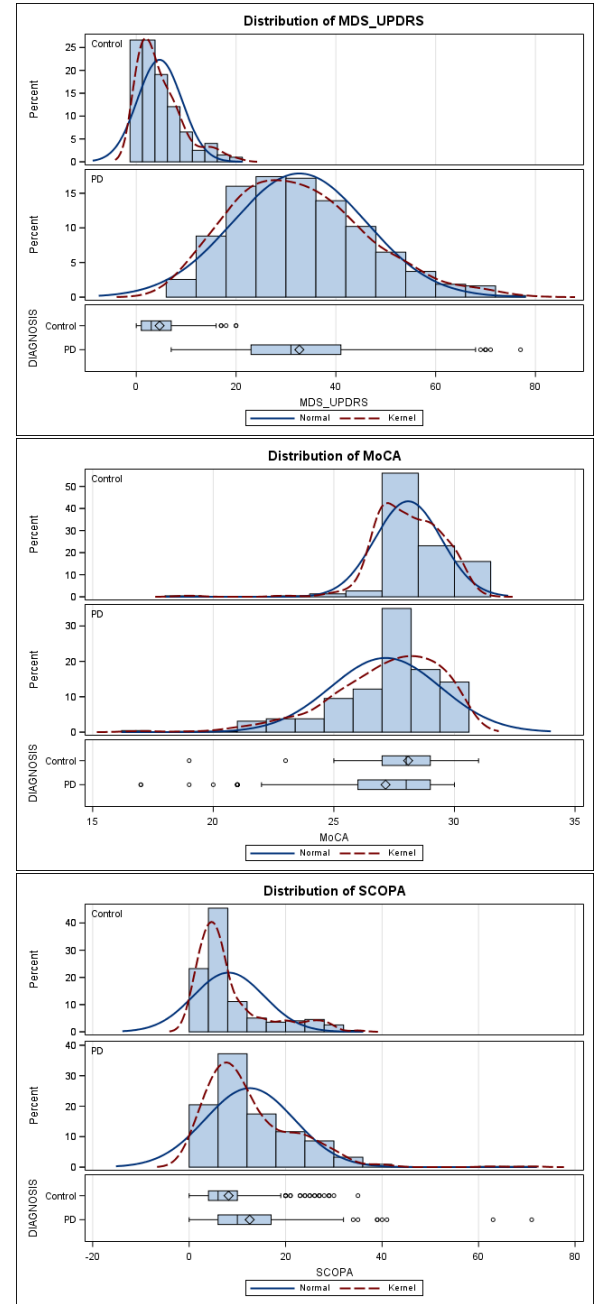 Distribution of MDS_UPDRS
Control
25
20
15
10
5
0
Percent
PD
15
10
5
0
Percent
DIAGNOSIS
Control
PD
0 20 40 60 80
MDS_UPDRS
Normal Kernel
Distribution of MoCA
Control
50
40
30
20
10
0
Percent
PD
30
20
10
0
Percent
DIAGNOSIS
Control
PD
15 20 25 30 35
MoCA
Normal Kernel
Distribution of SCOPA
Control
40
30
20
10
0
Percent
PD
40
30
20
10
0
Percent
DIAGNOSIS
Control
PD
-20 0 20 40 60 80
SCOPA
Normal Kernel